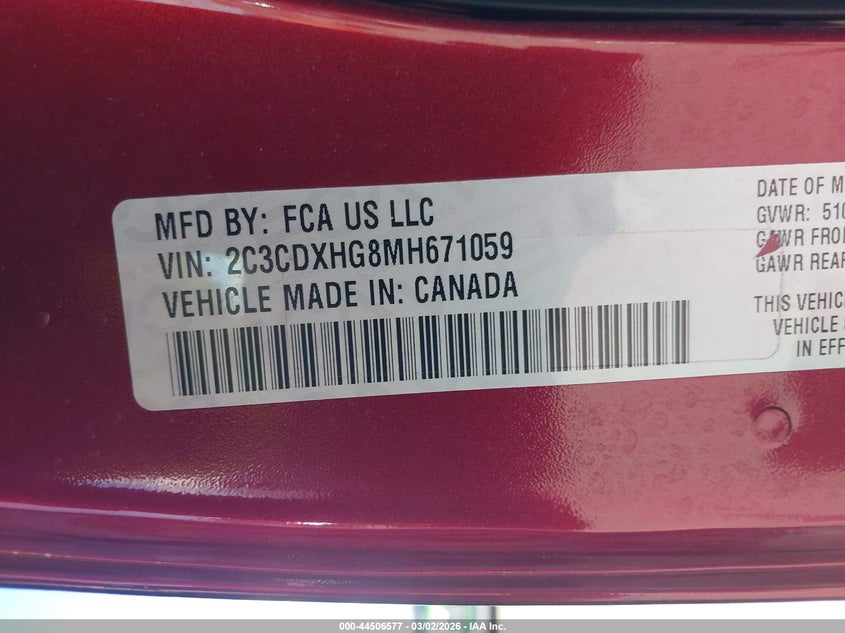 MFD BY: FCA US LLC
VIN: 2C3CDXHG8MH671059
VEHICLE MADE IN: CANADA
DATE OF M
GVWR: 510
GAWR FRO
GAWR REAR
THIS VEHIC
VEHICLE
IN EFF
000-44506577 — 03/02/2026 — IAA Inc.